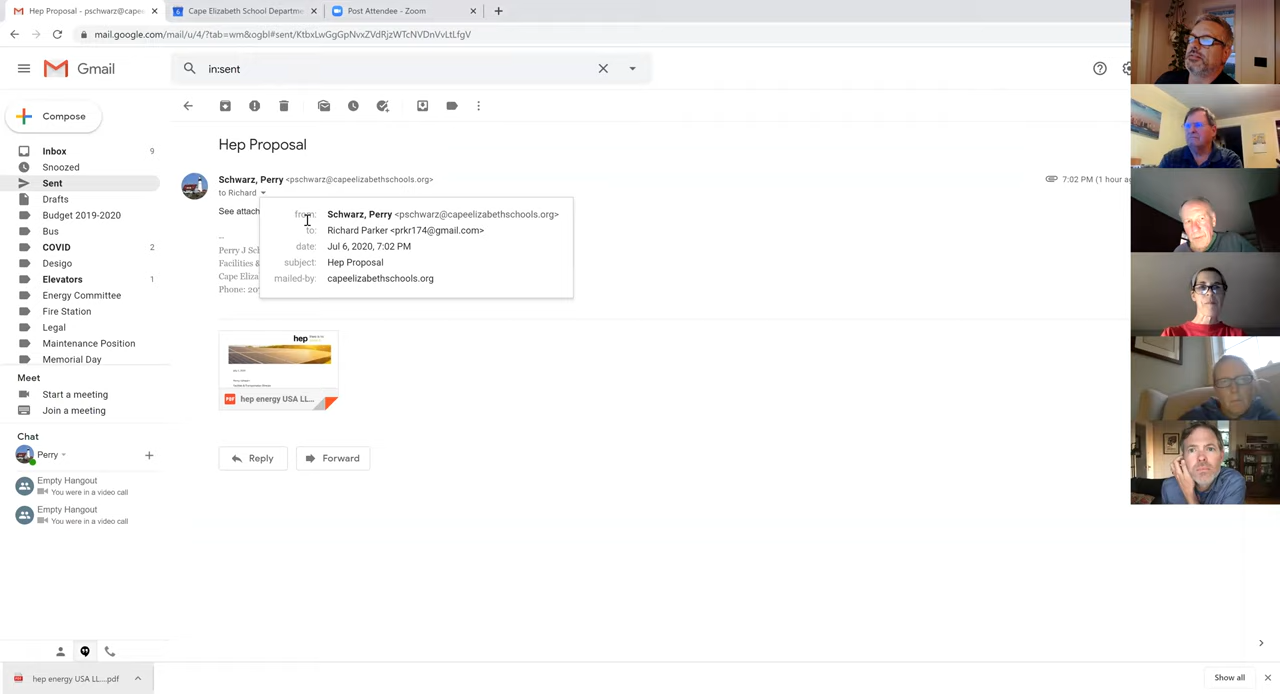 Hep Proposal - pschwarz@capec
Cape Elizabeth School Departme
Post Attendee - Zoom
mail.google.com/mail/u/4/?tab=wm&ogbl#sent/KtbxLwGgGpNvxZVdRjzWTcNVDnVvLtLfgV
Gmail
in:sent
Compose
Inbox 9
Snoozed
Sent
Drafts
Budget 2019-2020
Bus
COVID 2
Desigo
Elevators 1
Energy Committee
Fire Station
Legal
Maintenance Position
Memorial Day
Meet
Start a meeting
Join a meeting
Chat
Perry
Empty Hangout
You were in a video call
Empty Hangout
You were in a video call
Hep Proposal
Schwarz, Perry <pschwarz@capeelizabethschools.org>
7:02 PM (1 hour a
to Richard
See attach
from: Schwarz, Perry <pschwarz@capeelizabethschools.org>
to: Richard Parker <prkr174@gmail.com>
date: Jul 6, 2020, 7:02 PM
subject: Hep Proposal
mailed-by: capeelizabethschools.org
--
Perry J Sch
Facilities &
Cape Eliza
Phone: 20
hep
PDF hep energy USA LL...
Reply
Forward
hep energy USA LL....pdf
Show all